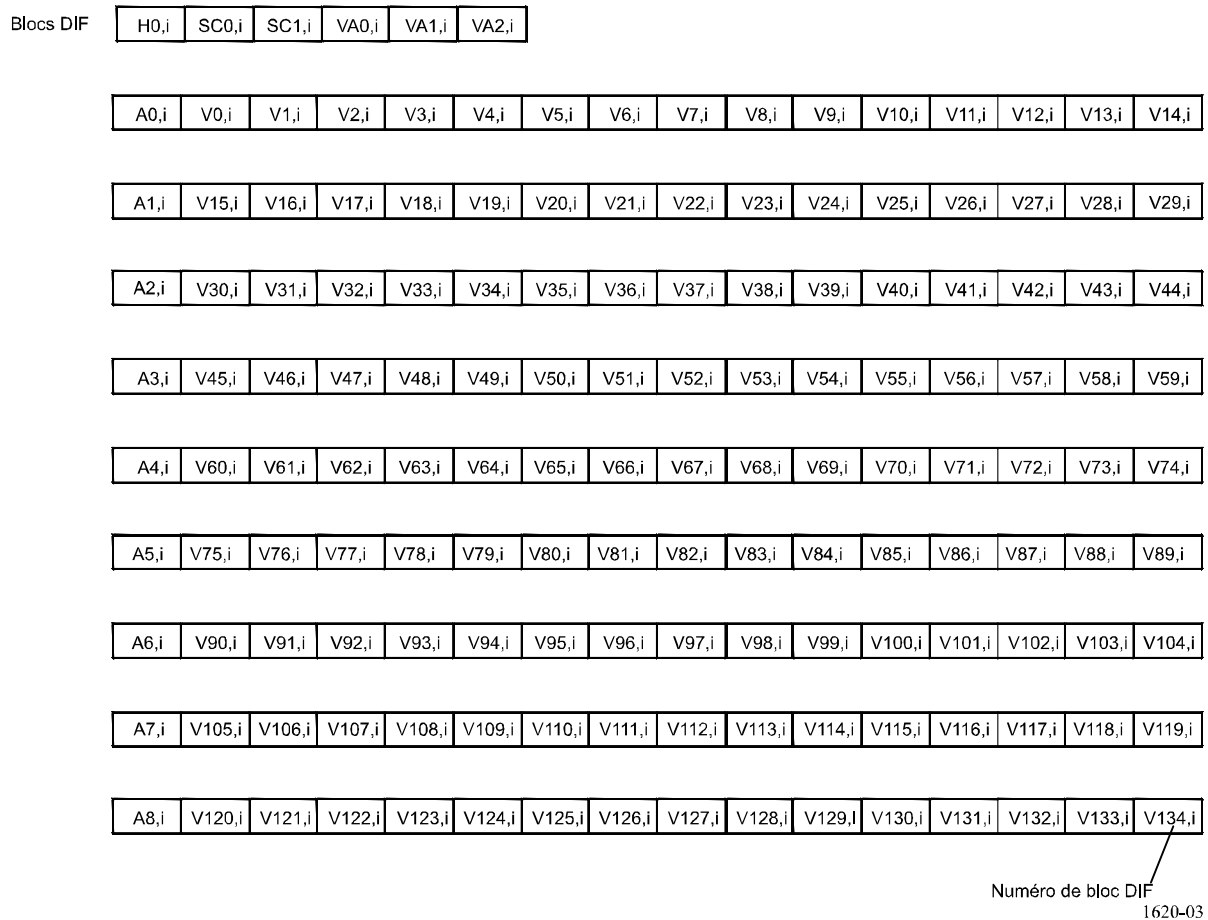 Blocs DIF H0,i SC0,i SC1,i VA0,i VA1,i VA2,i
A0,i V0,i V1,i V2,i V3,i V4,i V5,i V6,i V7,i V8,i V9,i V10,i V11,i V12,i V13,i V14,i
A1,i V15,i V16,i V17,i V18,i V19,i V20,i V21,i V22,i V23,i V24,i V25,i V26,i V27,i V28,i V29,i
A2,i V30,i V31,i V32,i V33,i V34,i V35,i V36,i V37,i V38,i V39,i V40,i V41,i V42,i V43,i V44,i
A3,i V45,i V46,i V47,i V48,i V49,i V50,i V51,i V52,i V53,i V54,i V55,i V56,i V57,i V58,i V59,i
A4,i V60,i V61,i V62,i V63,i V64,i V65,i V66,i V67,i V68,i V69,i V70,i V71,i V72,i V73,i V74,i
A5,i V75,i V76,i V77,i V78,i V79,i V80,i V81,i V82,i V83,i V84,i V85,i V86,i V87,i V88,i V89,i
A6,i V90,i V91,i V92,i V93,i V94,i V95,i V96,i V97,i V98,i V99,i V100,i V101,i V102,i V103,i V104,i
A7,i V105,i V106,i V107,i V108,i V109,i V110,i V111,i V112,i V113,i V114,i V115,i V116,i V117,i V118,i V119,i
A8,i V120,i V121,i V122,i V123,i V124,i V125,i V126,i V127,i V128,i V129,i V130,i V131,i V132,i V133,i V134,i
Numéro de bloc DIF
1620-03